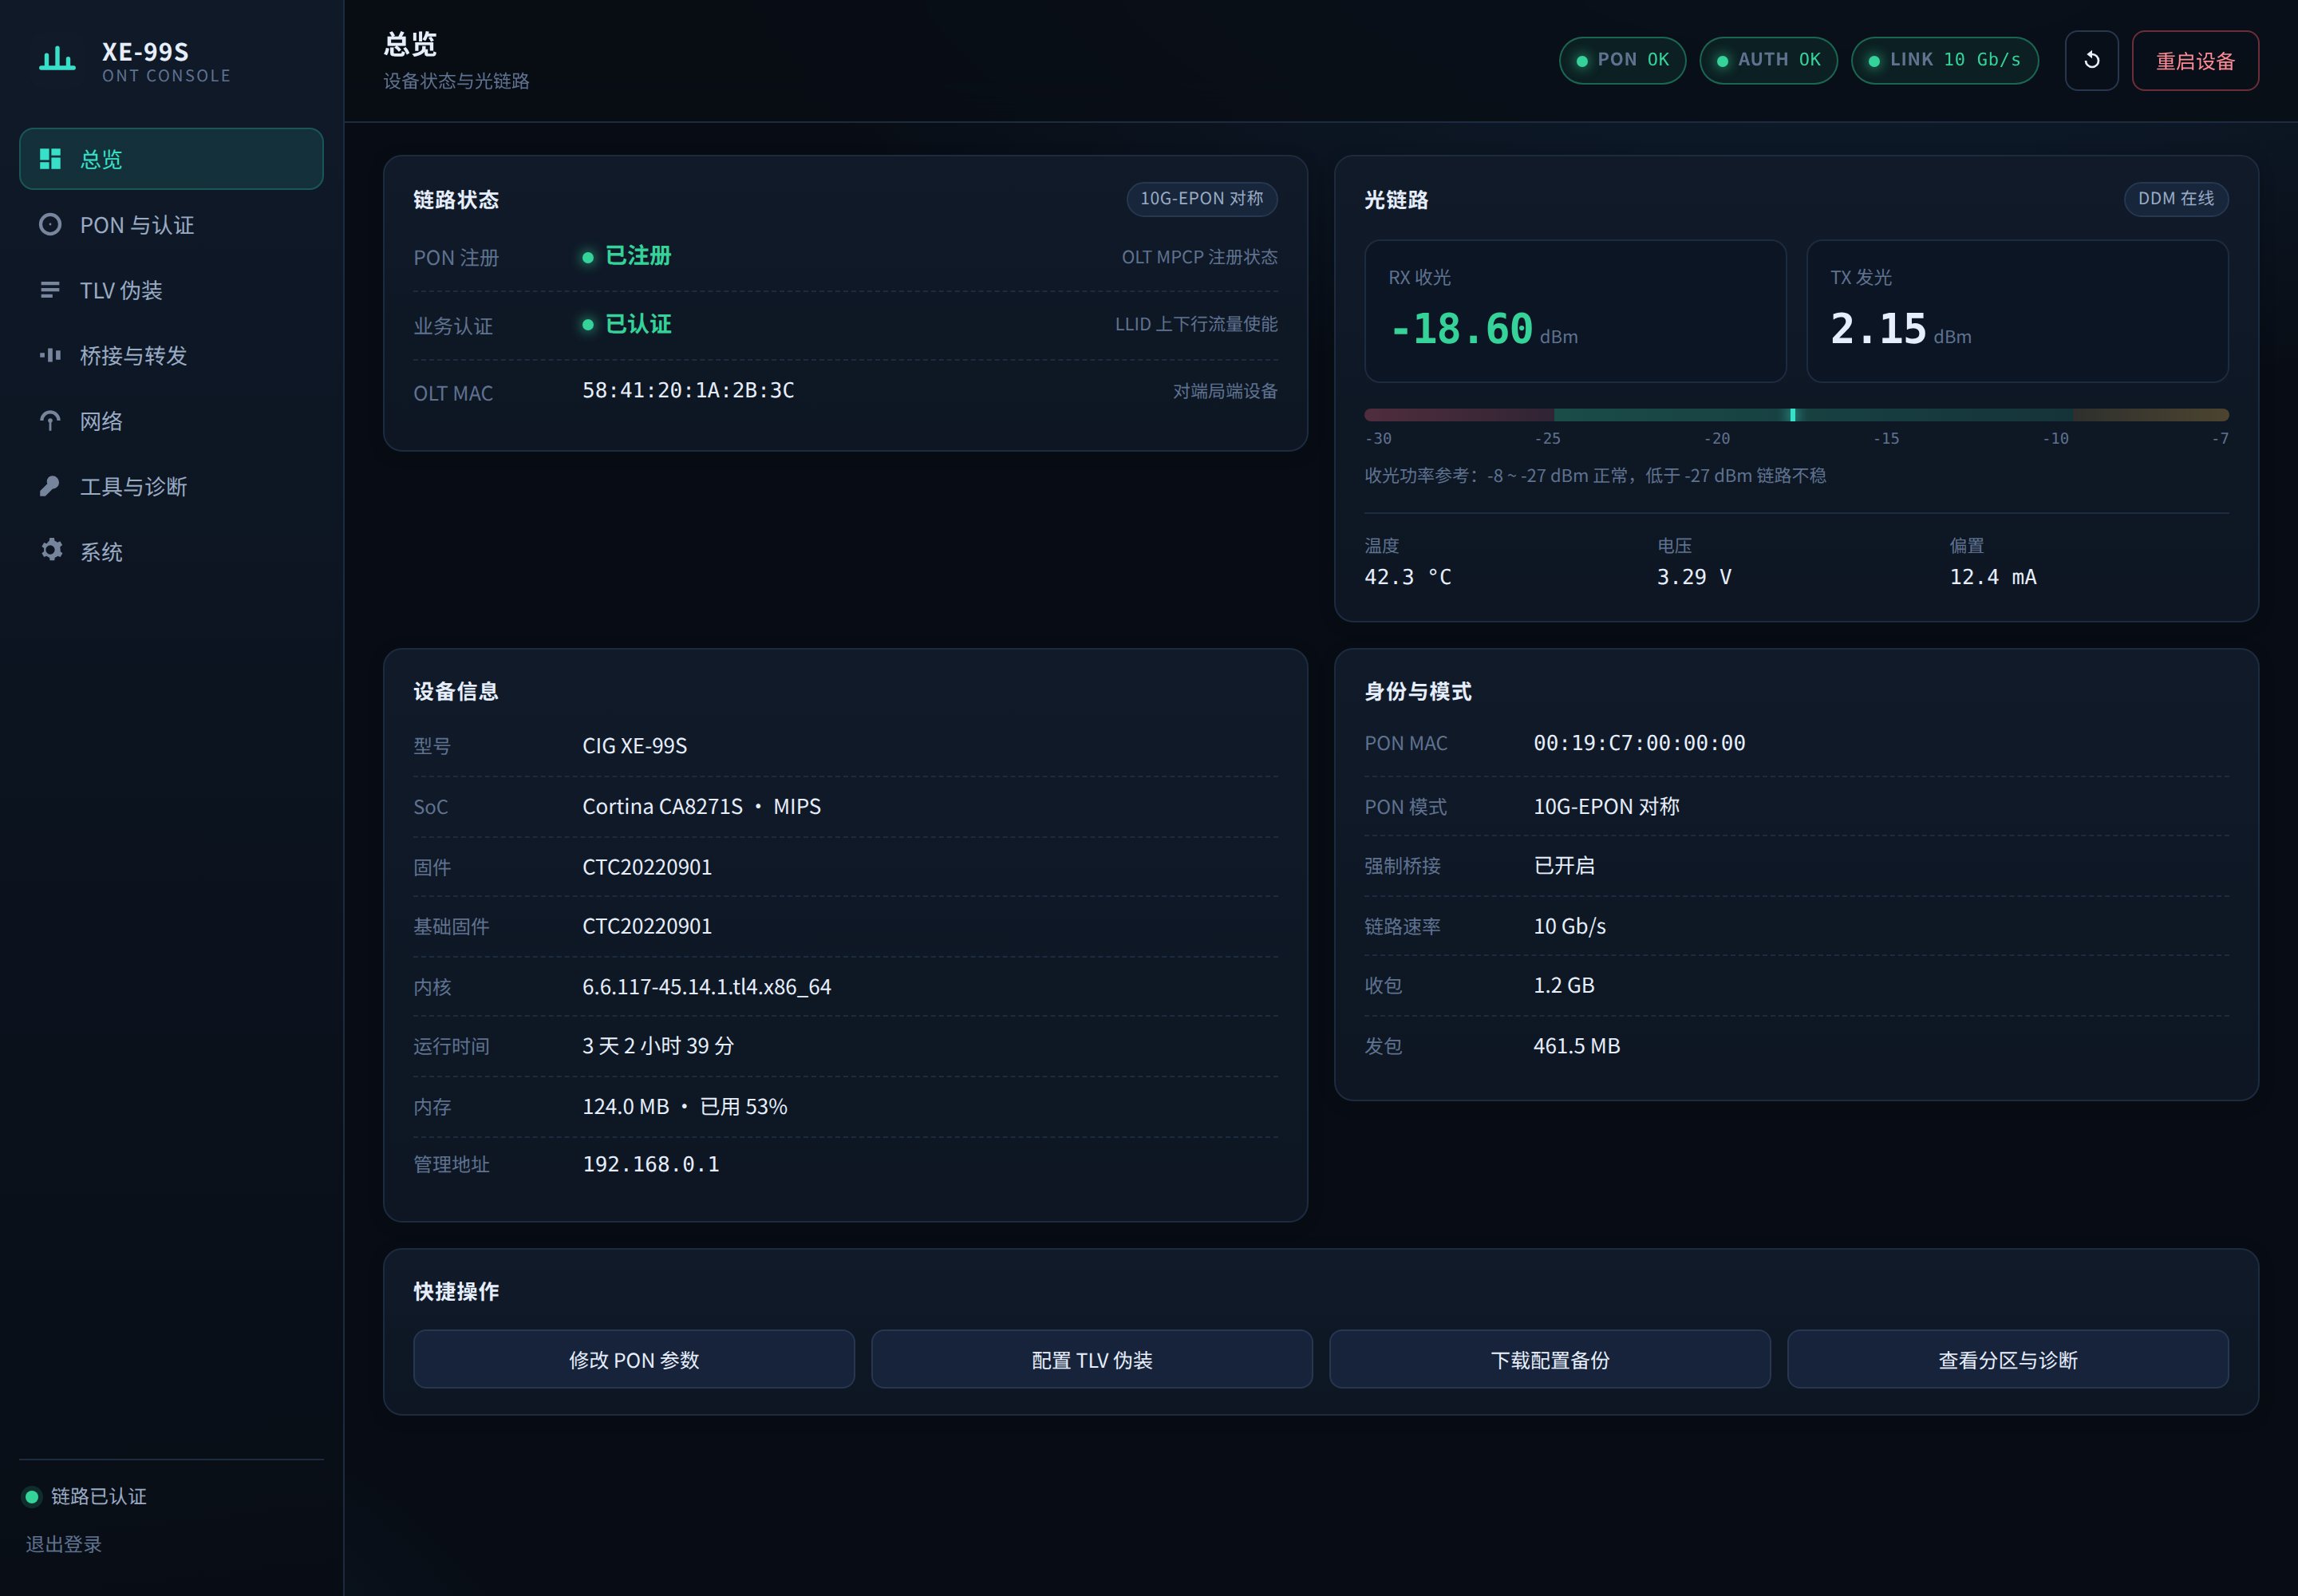 XE-99S
ONT CONSOLE
总览
PON 与认证
TLV 伪装
桥接与转发
网络
工具与诊断
系统
链路已认证
退出登录
总览
设备状态与光链路
PON OK
AUTH OK
LINK 10 Gb/s
重启设备
链路状态
10G-EPON 对称
PON 注册 已注册 OLT MPCP 注册状态
业务认证 已认证 LLID 上下行流量使能
OLT MAC 58:41:20:1A:2B:3C 对端局端设备
光链路
DDM 在线
RX 收光
-18.60 dBm
TX 发光
2.15 dBm
-30 -25 -20 -15 -10 -7
收光功率参考：-8 ~ -27 dBm 正常，低于 -27 dBm 链路不稳
温度 电压 偏置
42.3 °C 3.29 V 12.4 mA
设备信息
型号 CIG XE-99S
SoC Cortina CA8271S · MIPS
固件 CTC20220901
基础固件 CTC20220901
内核 6.6.117-45.14.1.tl4.x86_64
运行时间 3 天 2 小时 39 分
内存 124.0 MB · 已用 53%
管理地址 192.168.0.1
身份与模式
PON MAC 00:19:C7:00:00:00
PON 模式 10G-EPON 对称
强制桥接 已开启
链路速率 10 Gb/s
收包 1.2 GB
发包 461.5 MB
快捷操作
修改 PON 参数
配置 TLV 伪装
下载配置备份
查看分区与诊断